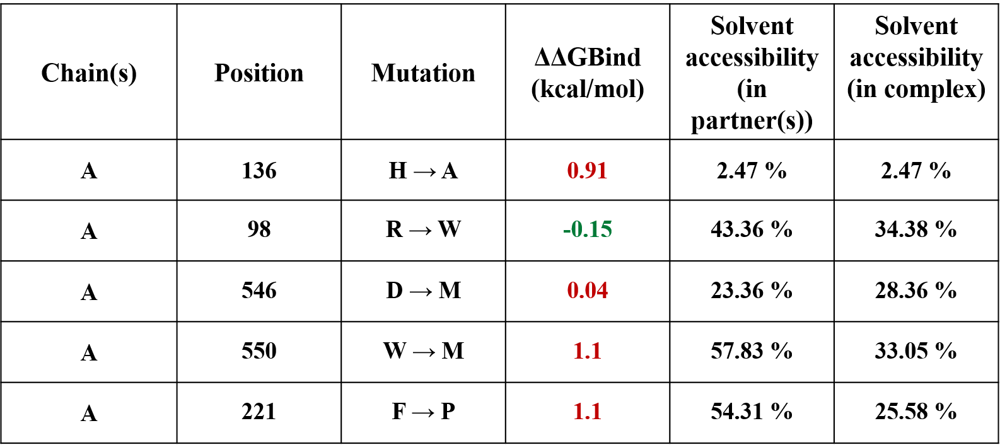 Chain(s) Position Mutation ΔΔGBind (kcal/mol) Solvent accessibility (in partner(s)) Solvent accessibility (in complex)
A 136 H → A 0.91 2.47 % 2.47 %
A 98 R → W -0.15 43.36 % 34.38 %
A 546 D → M 0.04 23.36 % 28.36 %
A 550 W → M 1.1 57.83 % 33.05 %
A 221 F → P 1.1 54.31 % 25.58 %